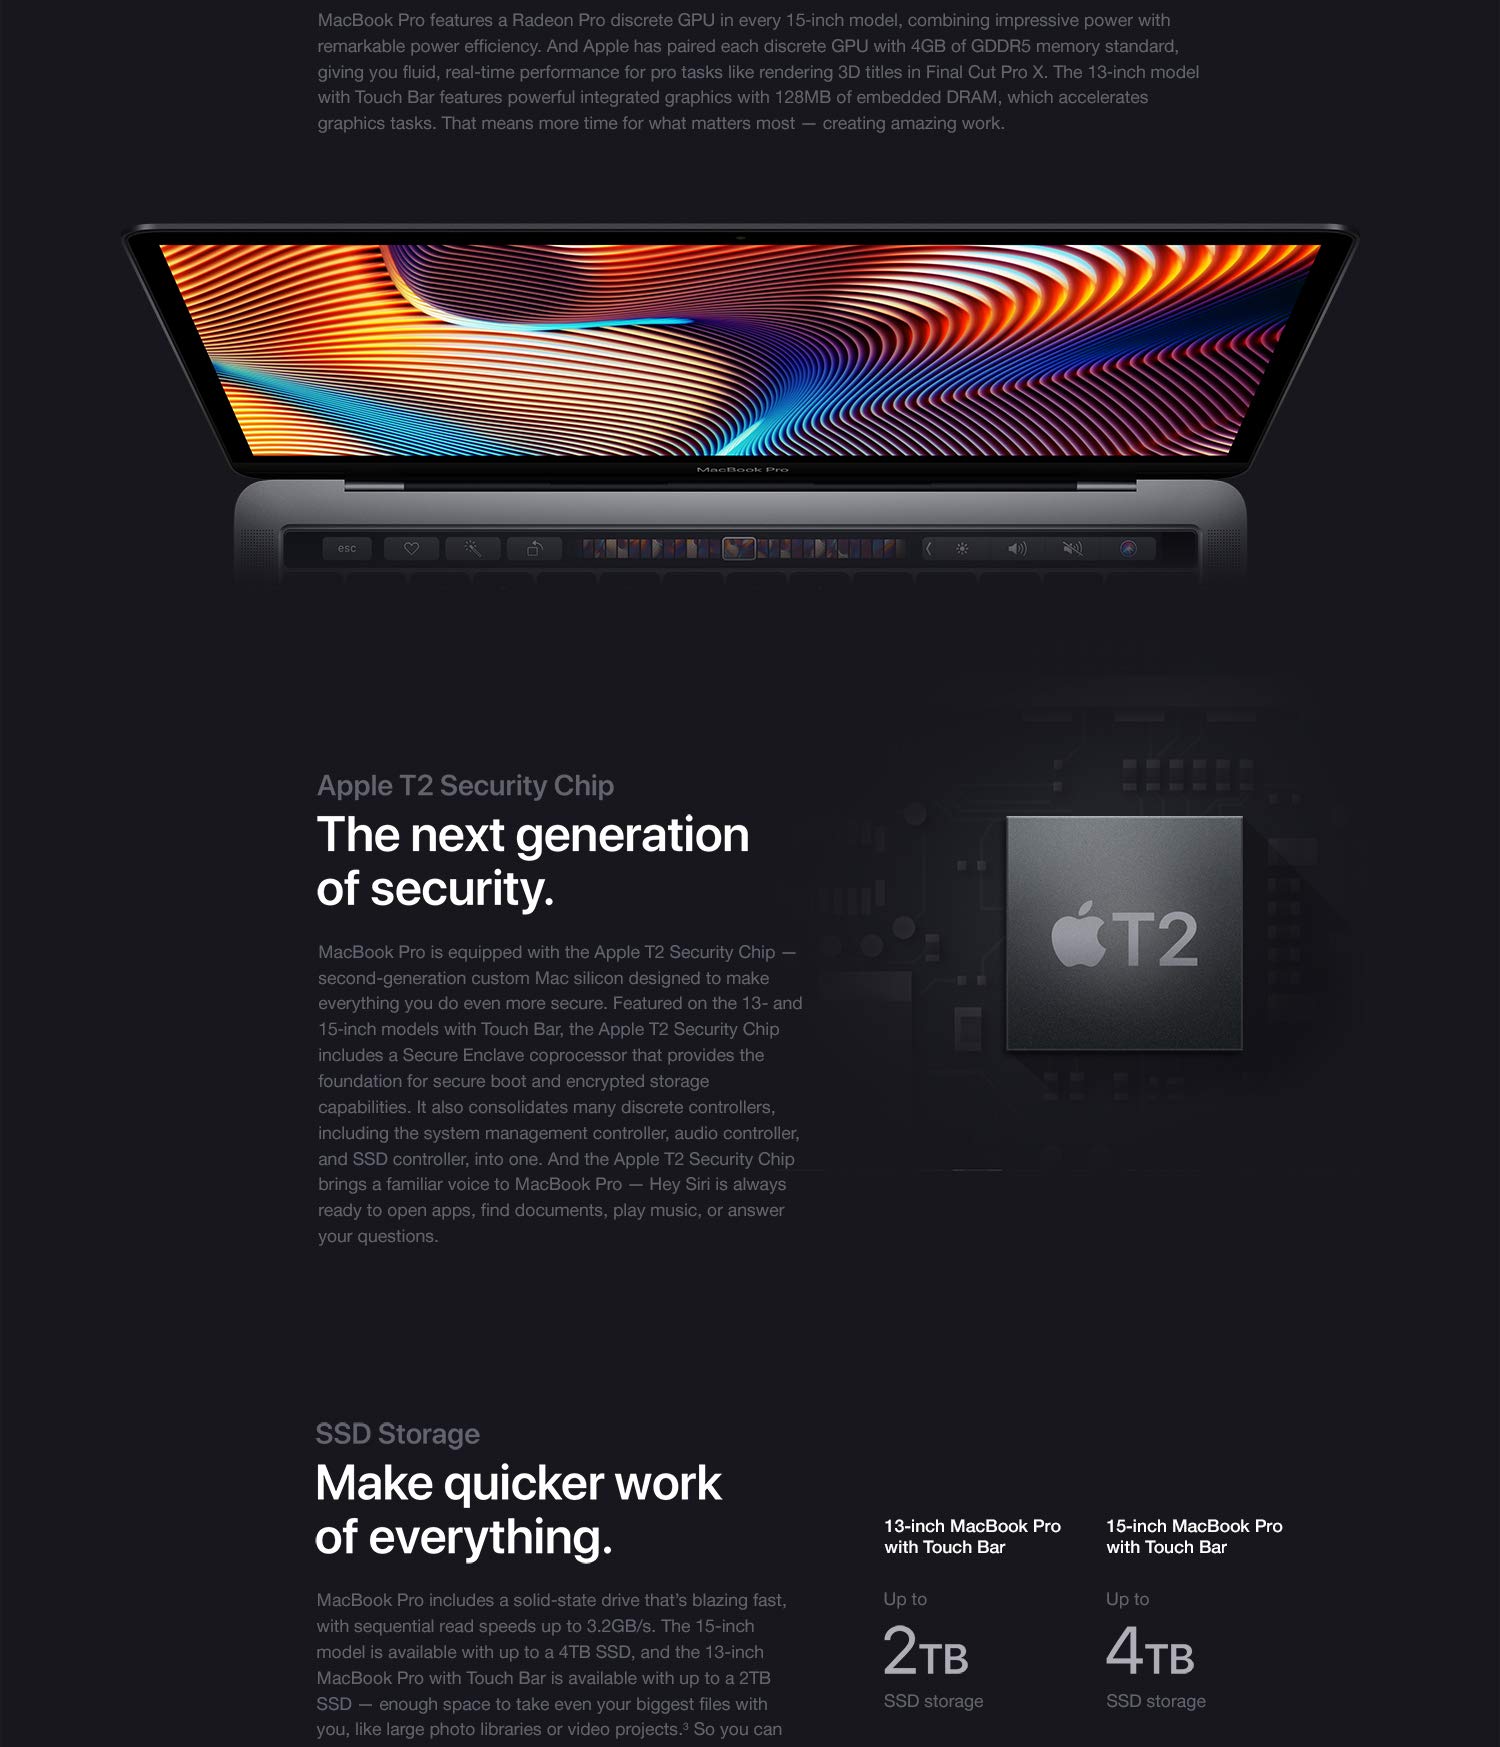 MacBook Pro features a Radeon Pro discrete GPU in every 15-inch model, combining impressive power with
remarkable power efficiency. And Apple has paired each discrete GPU with 4GB of GDDR5 memory standard,
giving you fluid, real-time performance for pro tasks like rendering 3D titles in Final Cut Pro X. The 13-inch model
with Touch Bar features powerful integrated graphics with 128MB of embedded DRAM, which accelerates
graphics tasks. That means more time for what matters most — creating amazing work.
MacBook Pro
esc
Apple T2 Security Chip
The next generation
of security.
MacBook Pro is equipped with the Apple T2 Security Chip —
second-generation custom Mac silicon designed to make
everything you do even more secure. Featured on the 13- and
15-inch models with Touch Bar, the Apple T2 Security Chip
includes a Secure Enclave coprocessor that provides the
foundation for secure boot and encrypted storage
capabilities. It also consolidates many discrete controllers,
including the system management controller, audio controller,
and SSD controller, into one. And the Apple T2 Security Chip
brings a familiar voice to MacBook Pro — Hey Siri is always
ready to open apps, find documents, play music, or answer
your questions.
T2
SSD Storage
Make quicker work
of everything.
MacBook Pro includes a solid-state drive that’s blazing fast,
with sequential read speeds up to 3.2GB/s. The 15-inch
model is available with up to a 4TB SSD, and the 13-inch
MacBook Pro with Touch Bar is available with up to a 2TB
SSD — enough space to take even your biggest files with
you, like large photo libraries or video projects.³ So you can
13-inch MacBook Pro
with Touch Bar
Up to
2TB
SSD storage
15-inch MacBook Pro
with Touch Bar
Up to
4TB
SSD storage